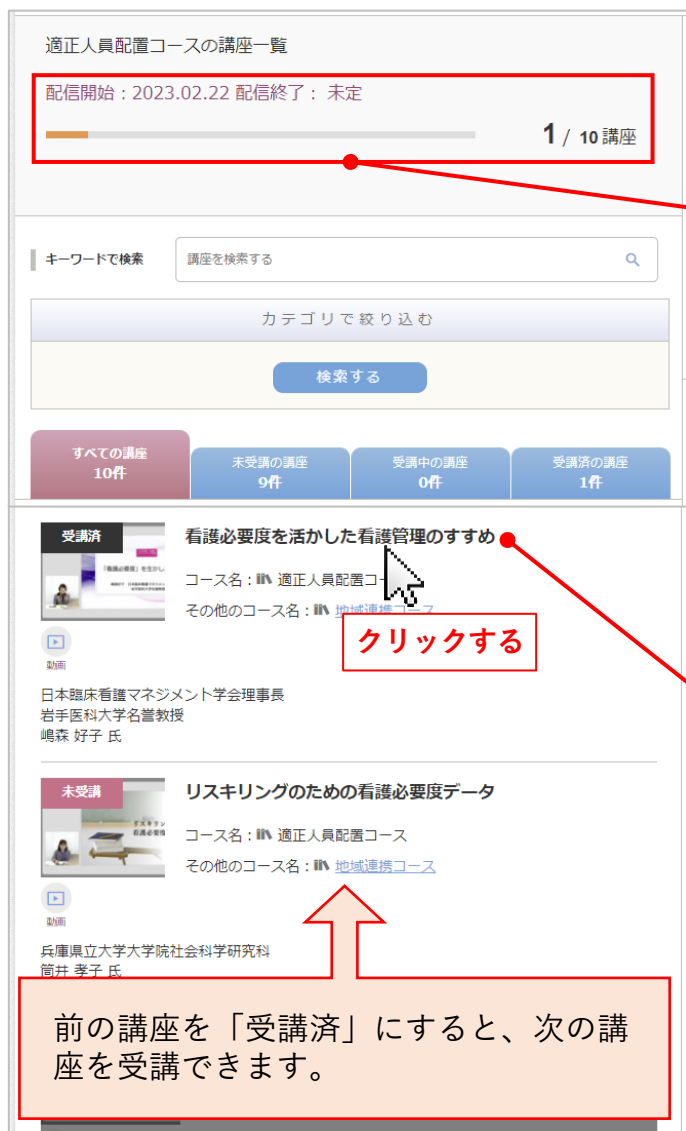 適正人員配置コースの講座一覧
配信開始：2023.02.22 配信終了： 未定
1 / 10 講座
キーワードで検索
講座を検索する
カテゴリで絞り込む
検索する
すべての講座
10件
未受講の講座
9件
受講中の講座
0件
受講済の講座
1件
受講済
看護必要度を活かした看護管理のすすめ
コース名： 適正人員配置コ
その他のコース名： 地域連携コース
クリックする
動画
日本臨床看護マネジメント学会理事長
岩手医科大学名誉教授
嶋森 好子 氏
未受講
リスキリングのための看護必要度データ
コース名： 適正人員配置コース
その他のコース名： 地域連携コース
動画
兵庫県立大学大学院社会科学研究科
筒井 孝子 氏
前の講座を「受講済」にすると、次の講
座を受講できます。